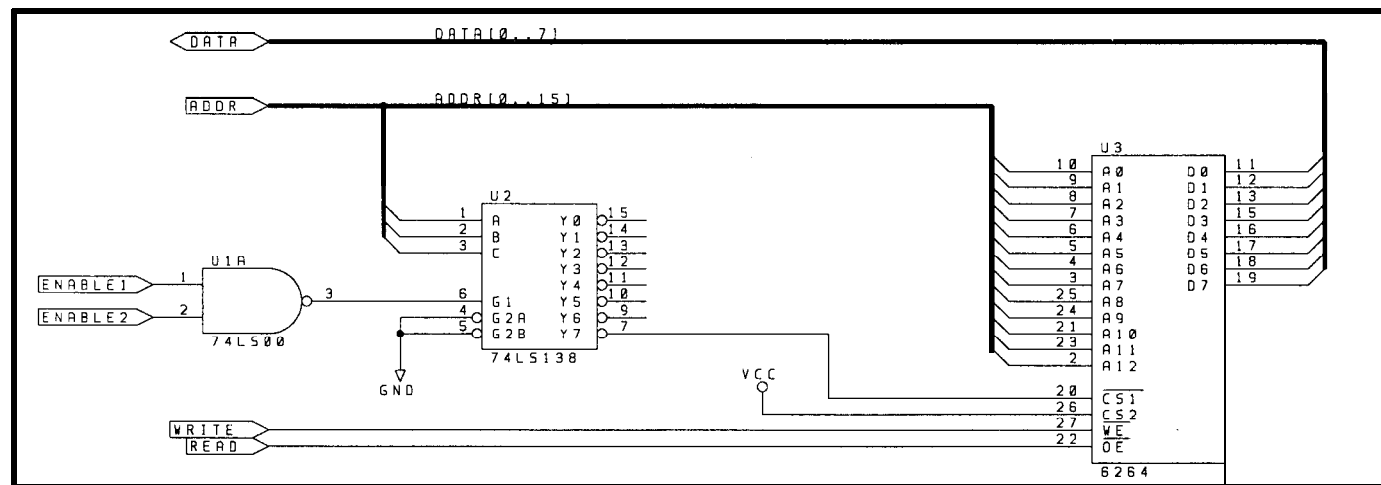 DATA
DATA[0..7]
ADDR
ADDR[0..15]
U3
10 A0 D0 11
9 A1 D1 12
8 A2 D2 13
7 A3 D3 15
6 A4 D4 16
5 A5 D5 17
4 A6 D6 18
3 A7 D7 19
25 A8
24 A9
21 A10
23 A11
2 A12
20 CS1
26 CS2
27 WE
22 OE
6264
U2
1 A Y0 15
2 B Y1 14
3 C Y2 13
Y3 12
Y4 11
6 G1 Y5 10
4 G2A Y6 9
5 G2B Y7 7
74LS138
U1A
ENABLE1 1
3
ENABLE2 2
74LS00
GND
VCC
WRITE
READ